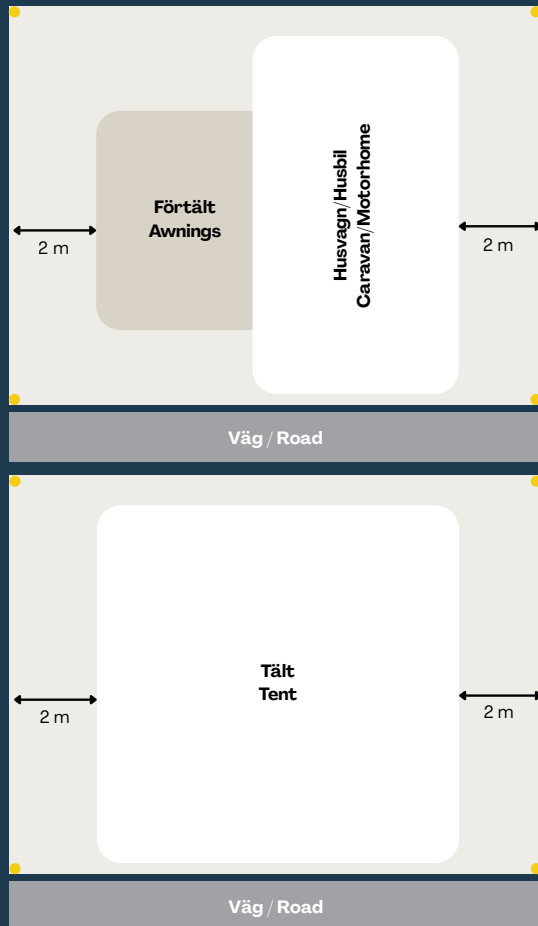 Förtält
Awnings
Husvagn/Husbil
Caravan/Motorhome
2 m
2 m
Väg / Road
Tält
Tent
2 m
2 m
Väg / Road